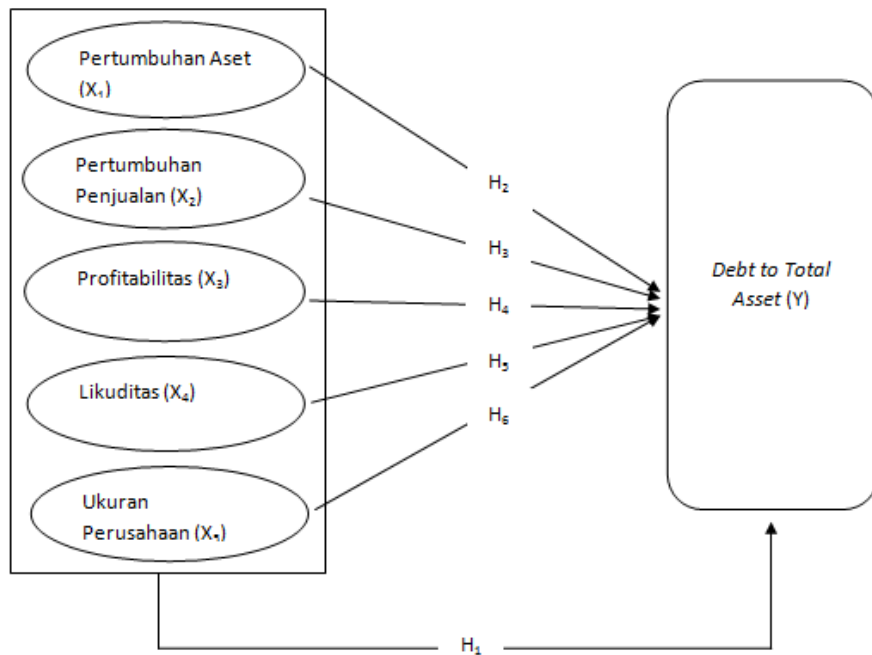 Pertumbuhan Aset
(X₁)
Pertumbuhan
Penjualan (X₂)
Profitabilitas (X₃)
Likuditas (X₄)
Ukuran
Perusahaan (X₅)
H₂
H₃
H₄
H₅
H₆
Debt to Total
Asset (Y)
H₁